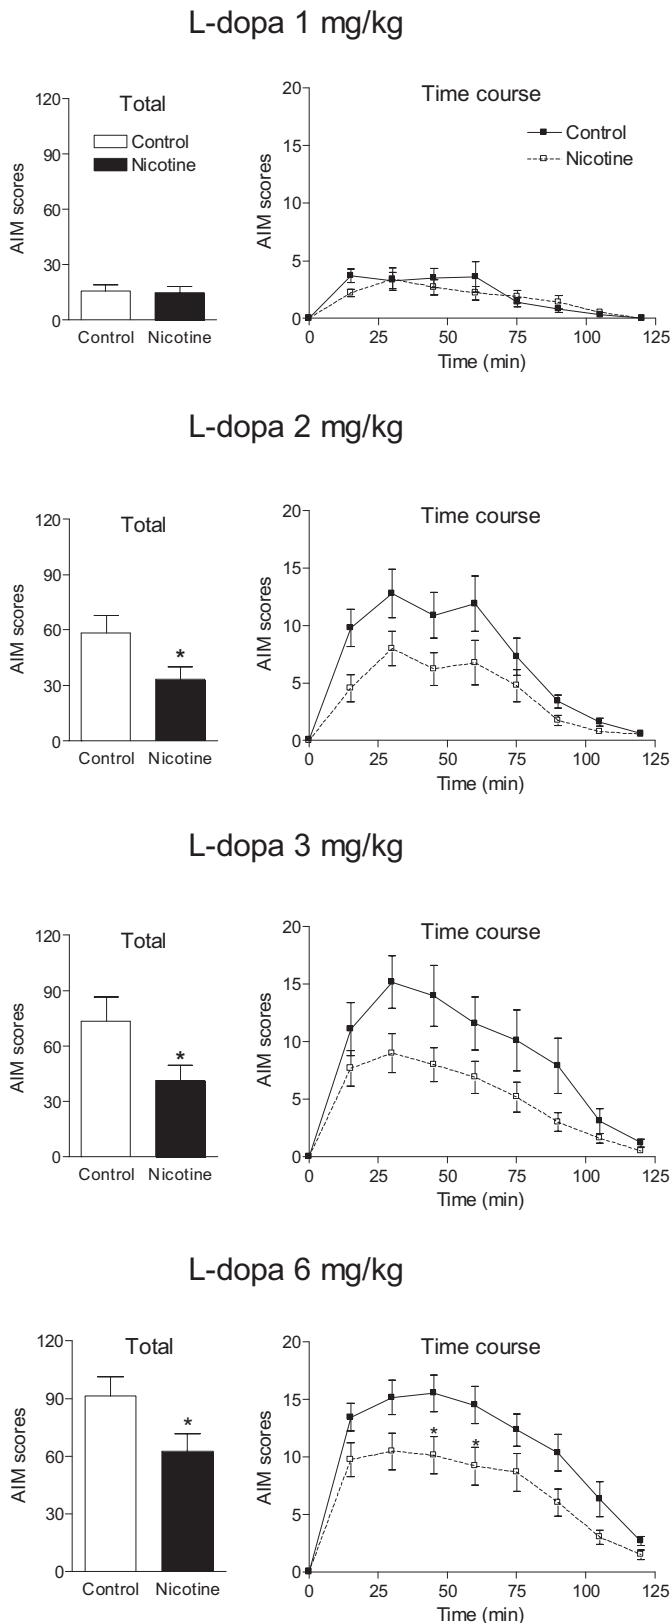 L-dopa 1 mg/kg
Total
Control
Nicotine
AIM scores
120
90
60
30
0
Control Nicotine
Time course
Control
Nicotine
AIM scores
20
15
10
5
0
0 25 50 75 100 125
Time (min)
L-dopa 2 mg/kg
Total
AIM scores
120
90
60
30
0
*
Control Nicotine
Time course
AIM scores
20
15
10
5
0
0 25 50 75 100 125
Time (min)
L-dopa 3 mg/kg
Total
AIM scores
120
90
60
30
0
*
Control Nicotine
Time course
AIM scores
20
15
10
5
0
0 25 50 75 100 125
Time (min)
L-dopa 6 mg/kg
Total
AIM scores
120
90
60
30
0
*
Control Nicotine
Time course
AIM scores
20
15
10
5
0
* *
0 25 50 75 100 125
Time (min)